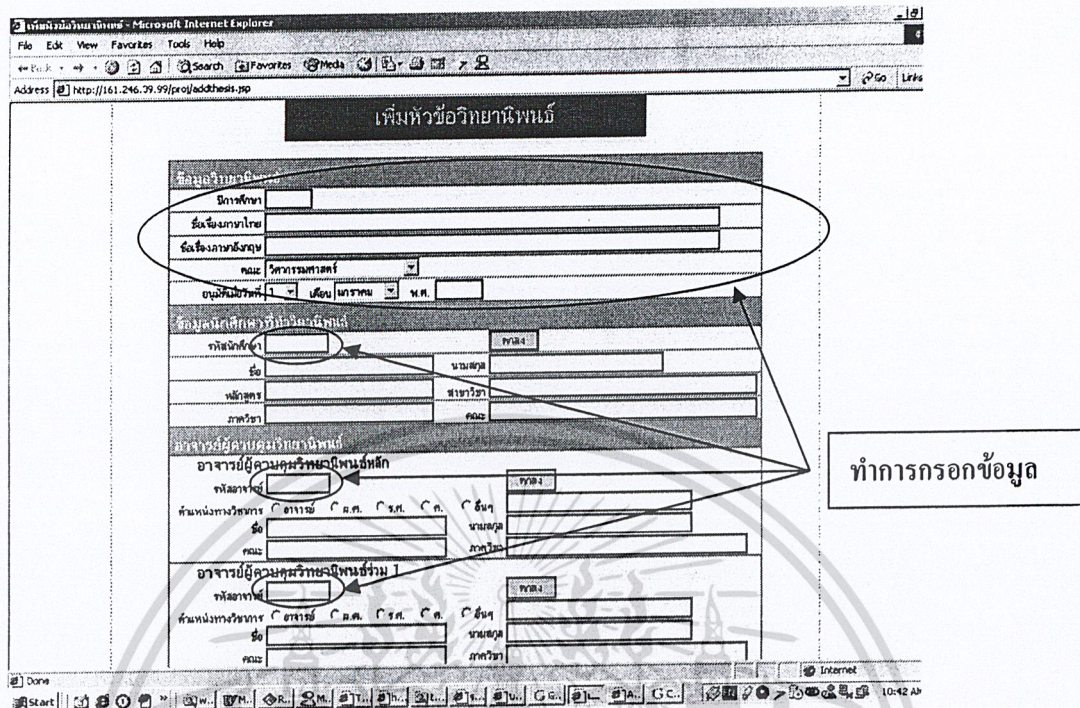 เพิ่มหัวข้อวิทยานิพนธ์ - Microsoft Internet Explorer
File Edit View Favorites Tools Help
Back Search Favorites Media
Address http://161.246.39.99/proj/addthesis.jsp Go Links
เพิ่มหัวข้อวิทยานิพนธ์
ข้อมูลวิทยานิพนธ์
ปีการศึกษา
ชื่อเรื่องภาษาไทย
ชื่อเรื่องภาษาอังกฤษ
คณะ วิศวกรรมศาสตร์
อนุมัติเมื่อวันที่ 1 เดือน มกราคม พ.ศ.
ข้อมูลนักศึกษาที่ทำวิทยานิพนธ์
รหัสนักศึกษา ตกลง
ชื่อ นามสกุล
หลักสูตร สาขาวิชา
ภาควิชา คณะ
อาจารย์ผู้ควบคุมวิทยานิพนธ์
อาจารย์ผู้ควบคุมวิทยานิพนธ์หลัก
รหัสอาจารย์ ตกลง
ตำแหน่งทางวิชาการ อาจารย์ ผ.ศ. ร.ศ. ศ. อื่นๆ
ชื่อ นามสกุล
คณะ ภาควิชา
อาจารย์ผู้ควบคุมวิทยานิพนธ์ร่วม 1
รหัสอาจารย์ ตกลง
ตำแหน่งทางวิชาการ อาจารย์ ผ.ศ. ร.ศ. ศ. อื่นๆ
ชื่อ นามสกุล
คณะ ภาควิชา
ทำการกรอกข้อมูล
Done Internet
Start 10:42 AM